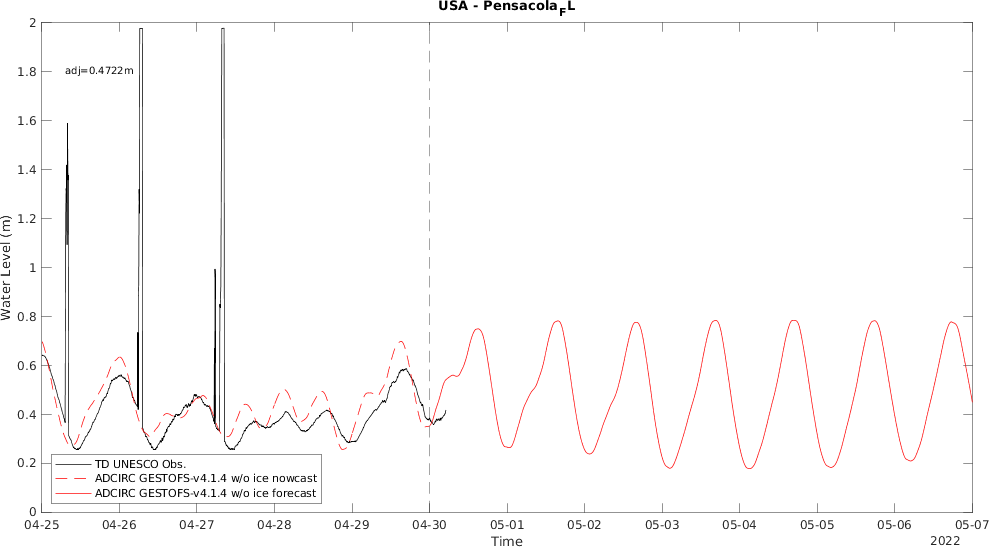 USA - Pensacola_FL
2
1.8
1.6
1.4
1.2
1
0.8
0.6
0.4
0.2
0
Water Level (m)
adj=0.4722m
TD UNESCO Obs.
ADCIRC GESTOFS-v4.1.4 w/o ice nowcast
ADCIRC GESTOFS-v4.1.4 w/o ice forecast
04-25 04-26 04-27 04-28 04-29 04-30 05-01 05-02 05-03 05-04 05-05 05-06 05-07
Time
2022